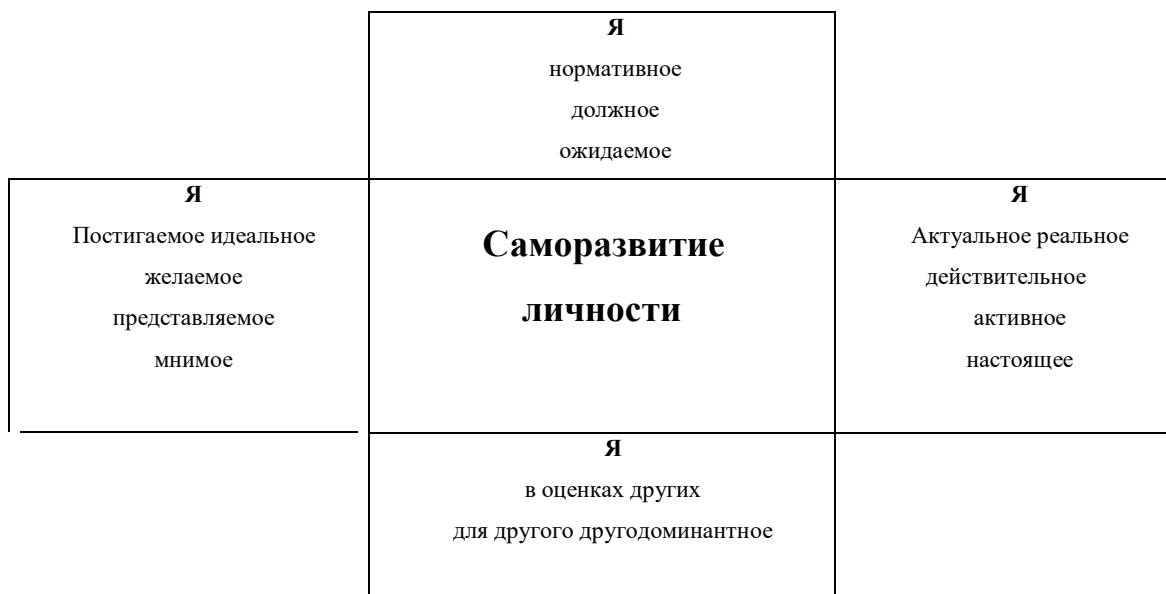 Я
нормативное
должное
ожидаемое
Я
Постигаемое идеальное
желаемое
представляемое
мнимое
Саморазвитие
личности
Я
Актуальное реальное
действительное
активное
настоящее
Я
в оценках других
для другого другодоминантное